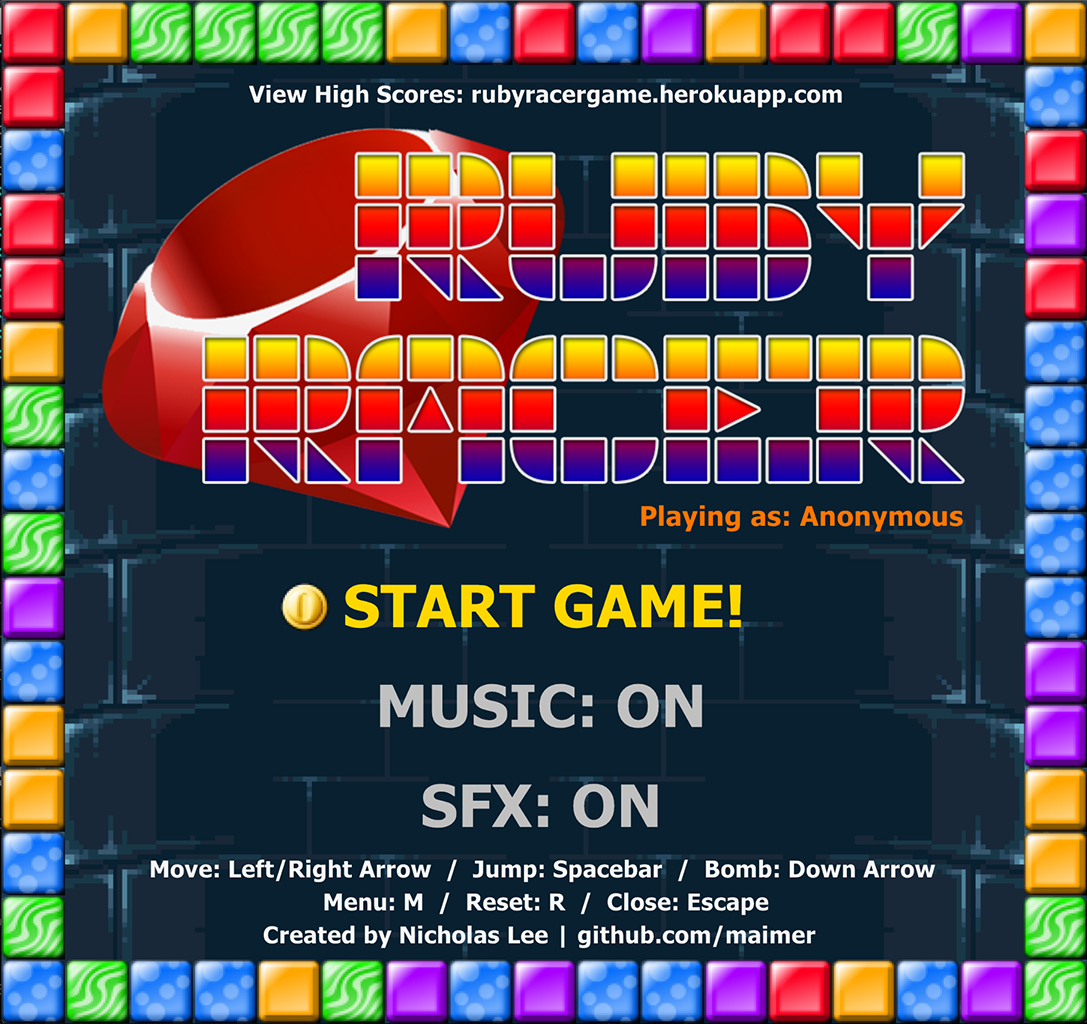 View High Scores: rubyracergame.herokuapp.com
RUBY
RACER
Playing as: Anonymous
START GAME!
MUSIC: ON
SFX: ON
Move: Left/Right Arrow / Jump: Spacebar / Bomb: Down Arrow
Menu: M / Reset: R / Close: Escape
Created by Nicholas Lee | github.com/maimer